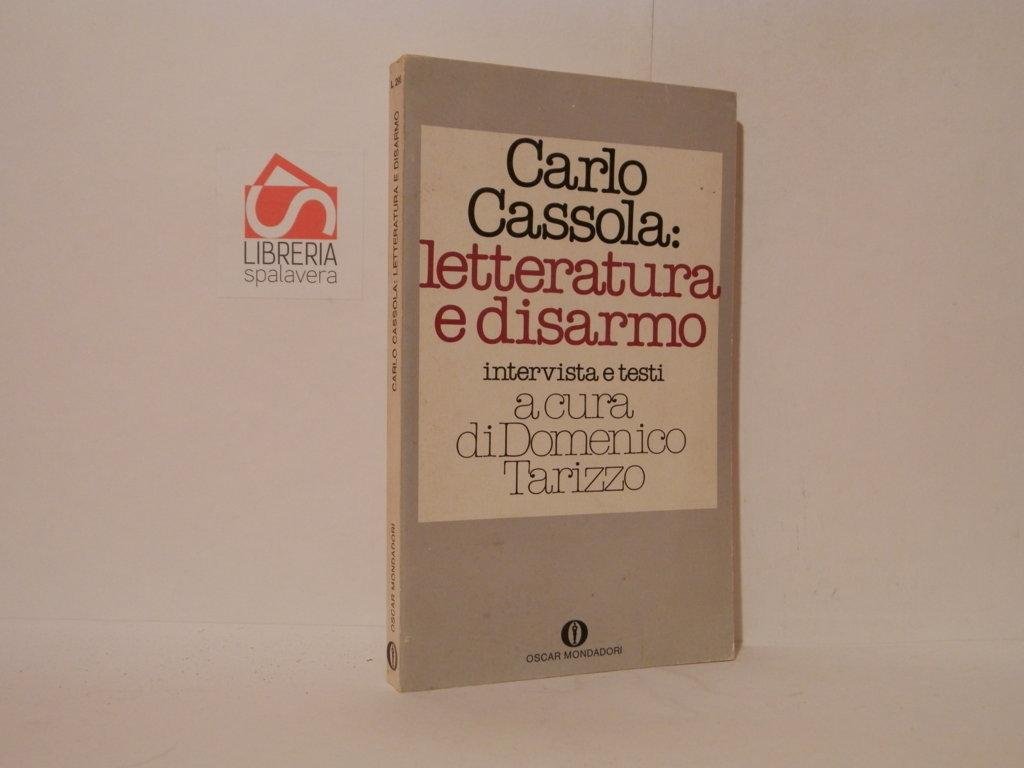 LIBRERIA
spalavera
CARLO CASSOLA: LETTERATURA E DISARMO
OSCAR MONDADORI
Carlo
Cassola:
letteratura
e disarmo
intervista e testi
a cura
di Domenico
Tarizzo
OSCAR MONDADORI